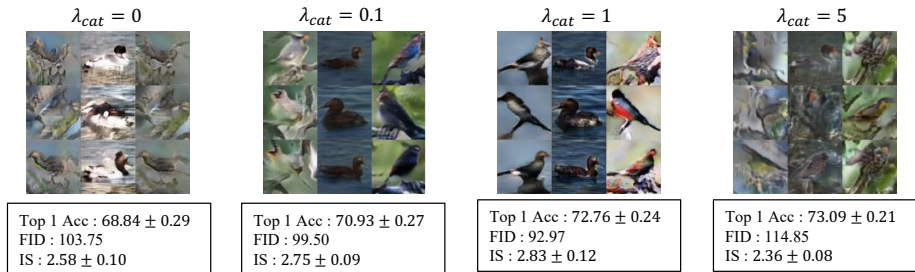 λ_cat = 0
λ_cat = 0.1
λ_cat = 1
λ_cat = 5
Top 1 Acc : 68.84 ± 0.29
FID : 103.75
IS : 2.58 ± 0.10
Top 1 Acc : 70.93 ± 0.27
FID : 99.50
IS : 2.75 ± 0.09
Top 1 Acc : 72.76 ± 0.24
FID : 92.97
IS : 2.83 ± 0.12
Top 1 Acc : 73.09 ± 0.21
FID : 114.85
IS : 2.36 ± 0.08